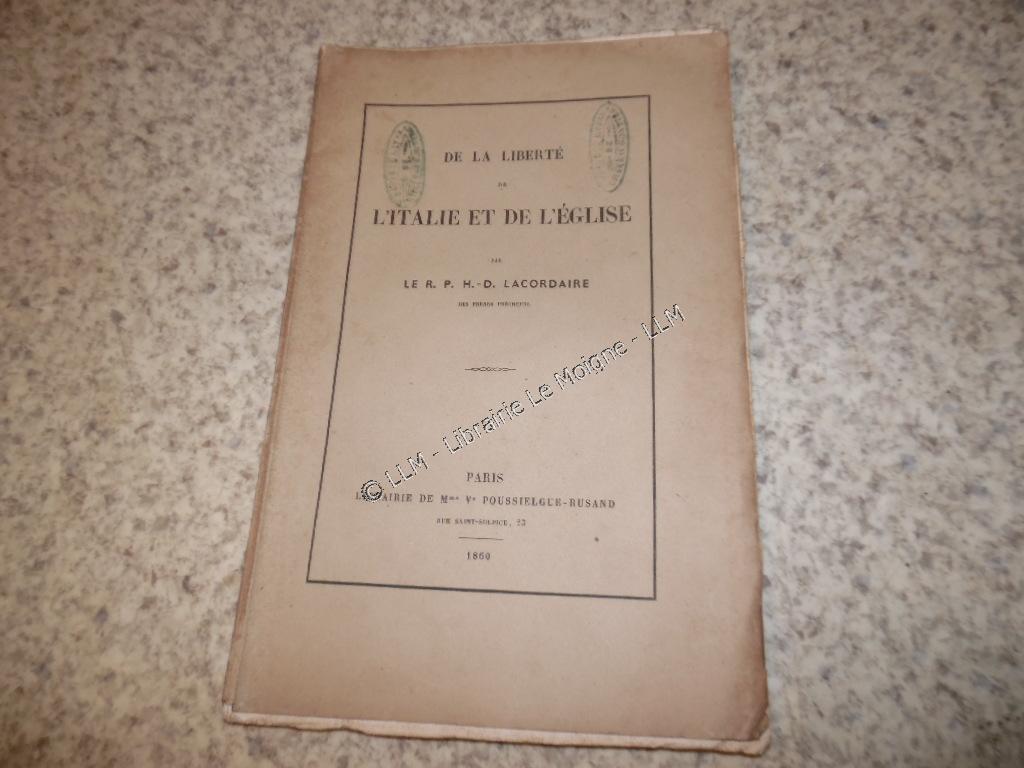 DE LA LIBERTÉ
DE
L'ITALIE ET DE L'ÉGLISE
PAR
LE R. P. H.-D. LACORDAIRE
DES FRÈRES PRÊCHEURS
© LLM - Librairie Le Moigne - LLM
PARIS
LIBRAIRIE DE Mme Ve POUSSIELGUE-RUSAND
RUE SAINT-SULPICE, 23
1860